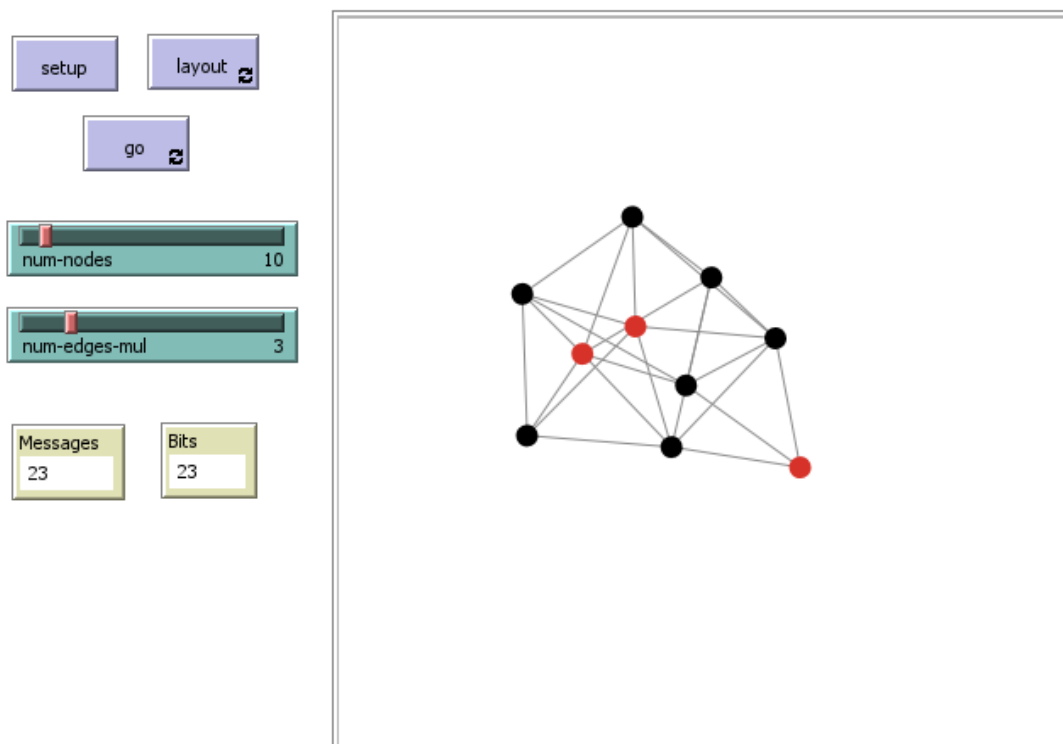 setup
layout
go
num-nodes 10
num-edges-mul 3
Messages
23
Bits
23